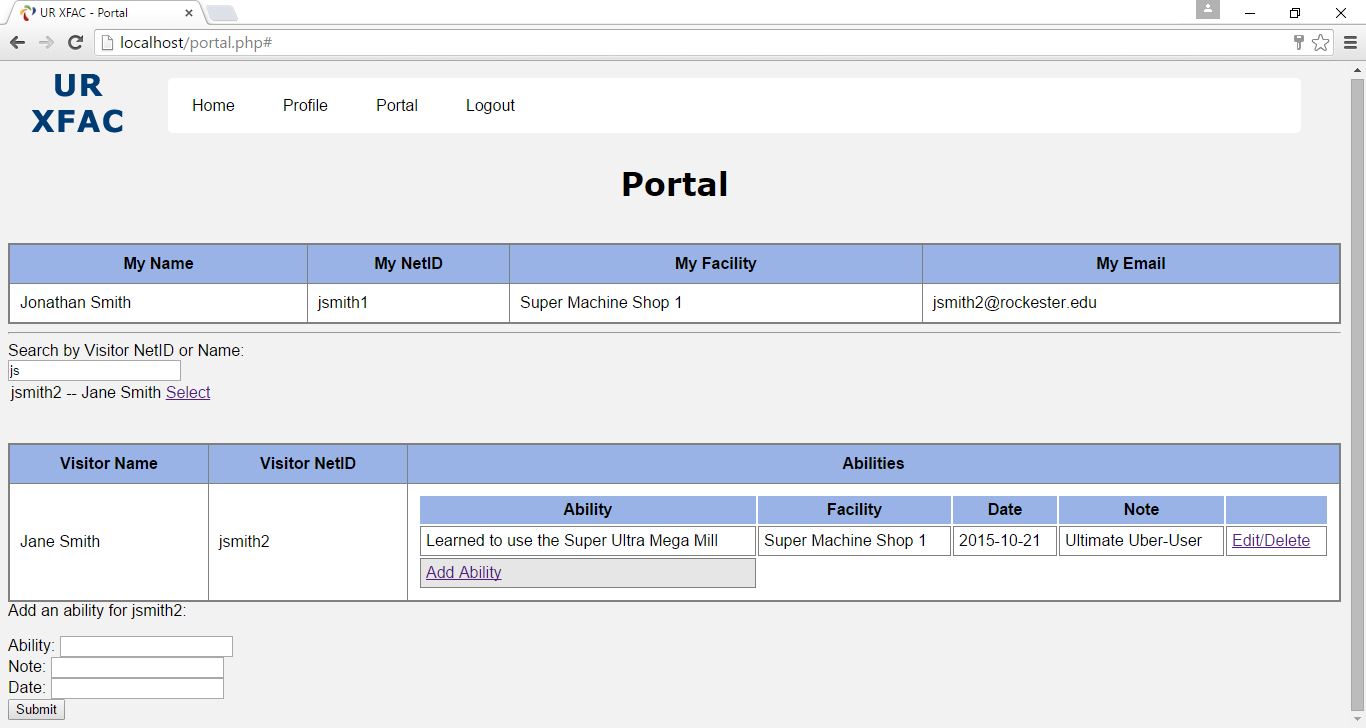 UR XFAC - Portal
localhost/portal.php#
UR
XFAC
Home Profile Portal Logout
Portal
My Name My NetID My Facility My Email
Jonathan Smith jsmith1 Super Machine Shop 1 jsmith2@rockester.edu
Search by Visitor NetID or Name:
js
jsmith2 -- Jane Smith Select
Visitor Name Visitor NetID Abilities
Ability Facility Date Note
Jane Smith jsmith2 Learned to use the Super Ultra Mega Mill Super Machine Shop 1 2015-10-21 Ultimate Uber-User Edit/Delete
Add Ability
Add an ability for jsmith2:
Ability:
Note:
Date:
Submit